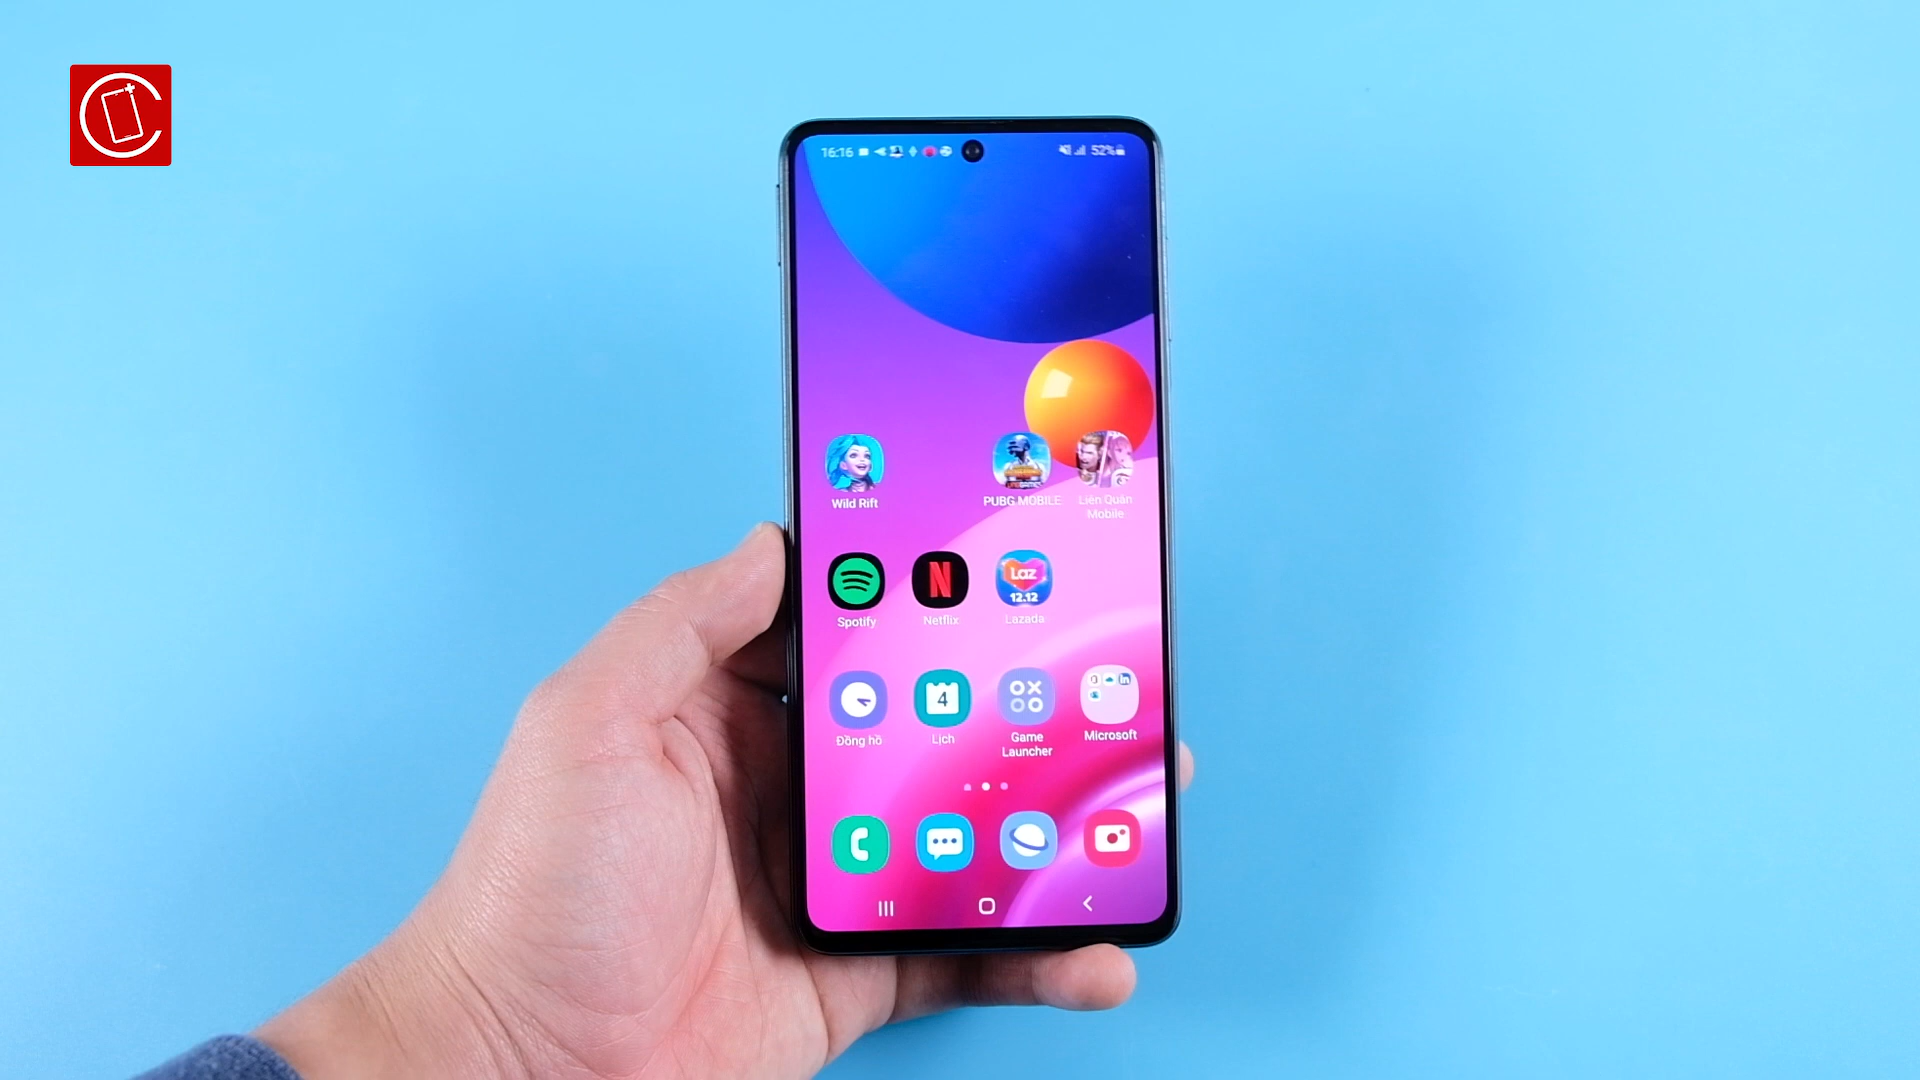 16:16
52%
Wild Rift
PUBG MOBILE
Liên Quân
Mobile
Spotify
N
Netflix
Laz
12.12
Lazada
Đồng hồ
4
Lịch
Game
Launcher
in
Microsoft